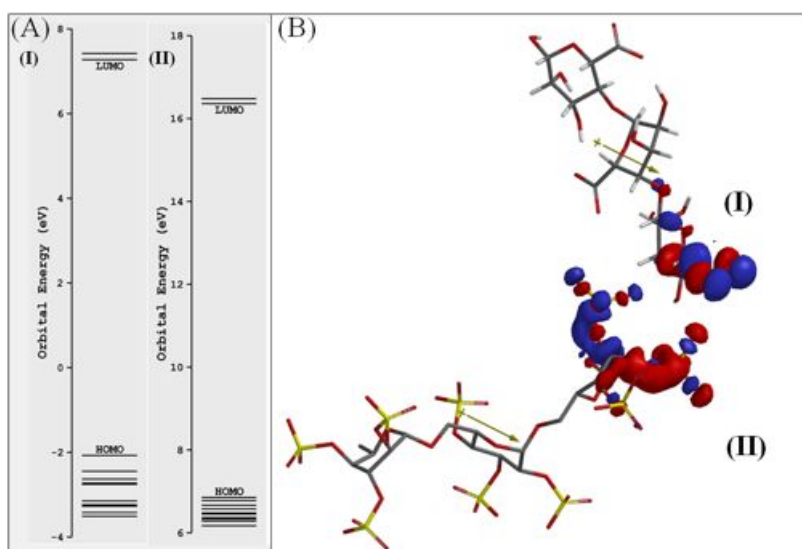 (A)
(I)
8
LUMO
6
4
2
0
-2
HOMO
-4
Orbital Energy (eV)
(II)
18
16
LUMO
14
12
10
8
HOMO
6
Orbital Energy (eV)
(B)
(I)
(II)